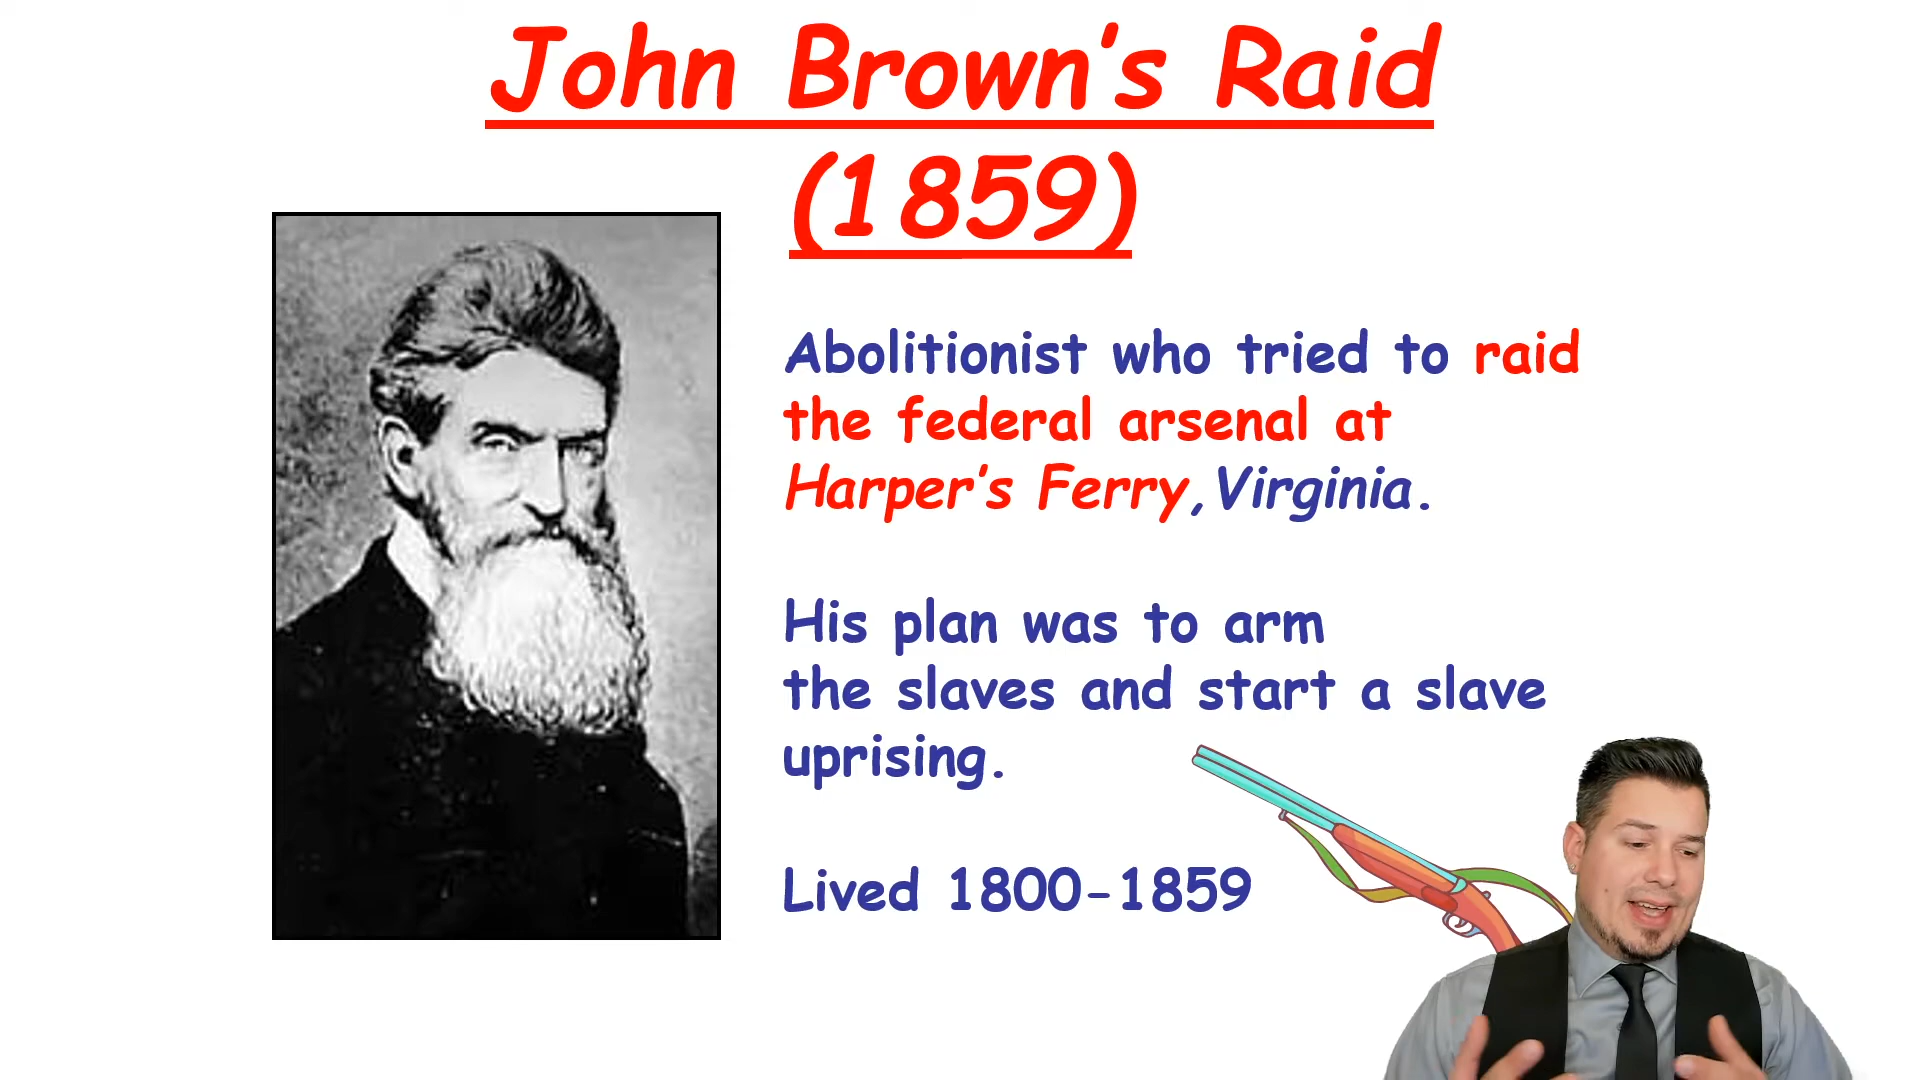 John Brown's Raid
(1859)
Abolitionist who tried to raid
the federal arsenal at
Harper's Ferry, Virginia.
His plan was to arm
the slaves and start a slave
uprising.
Lived 1800-1859